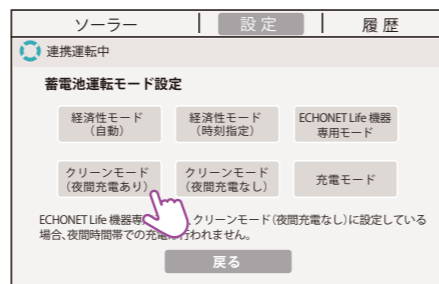 ソーラー 設定 履歴
連携運転中
蓄電池運転モード設定
経済性モード
（自動）
経済性モード
（時刻指定）
ECHONET Life 機器
専用モード
クリーンモード
（夜間充電あり）
クリーンモード
（夜間充電なし）
充電モード
ECHONET Life 機器専 クリーンモード（夜間充電なし）に設定している
場合、夜間時間帯での充電 行われません。
戻る